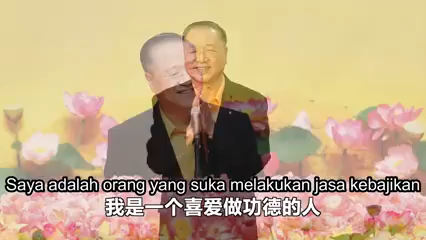 Saya adalah orang yang suka melakukan jasa kebajikan
我是一个喜爱做功德的人